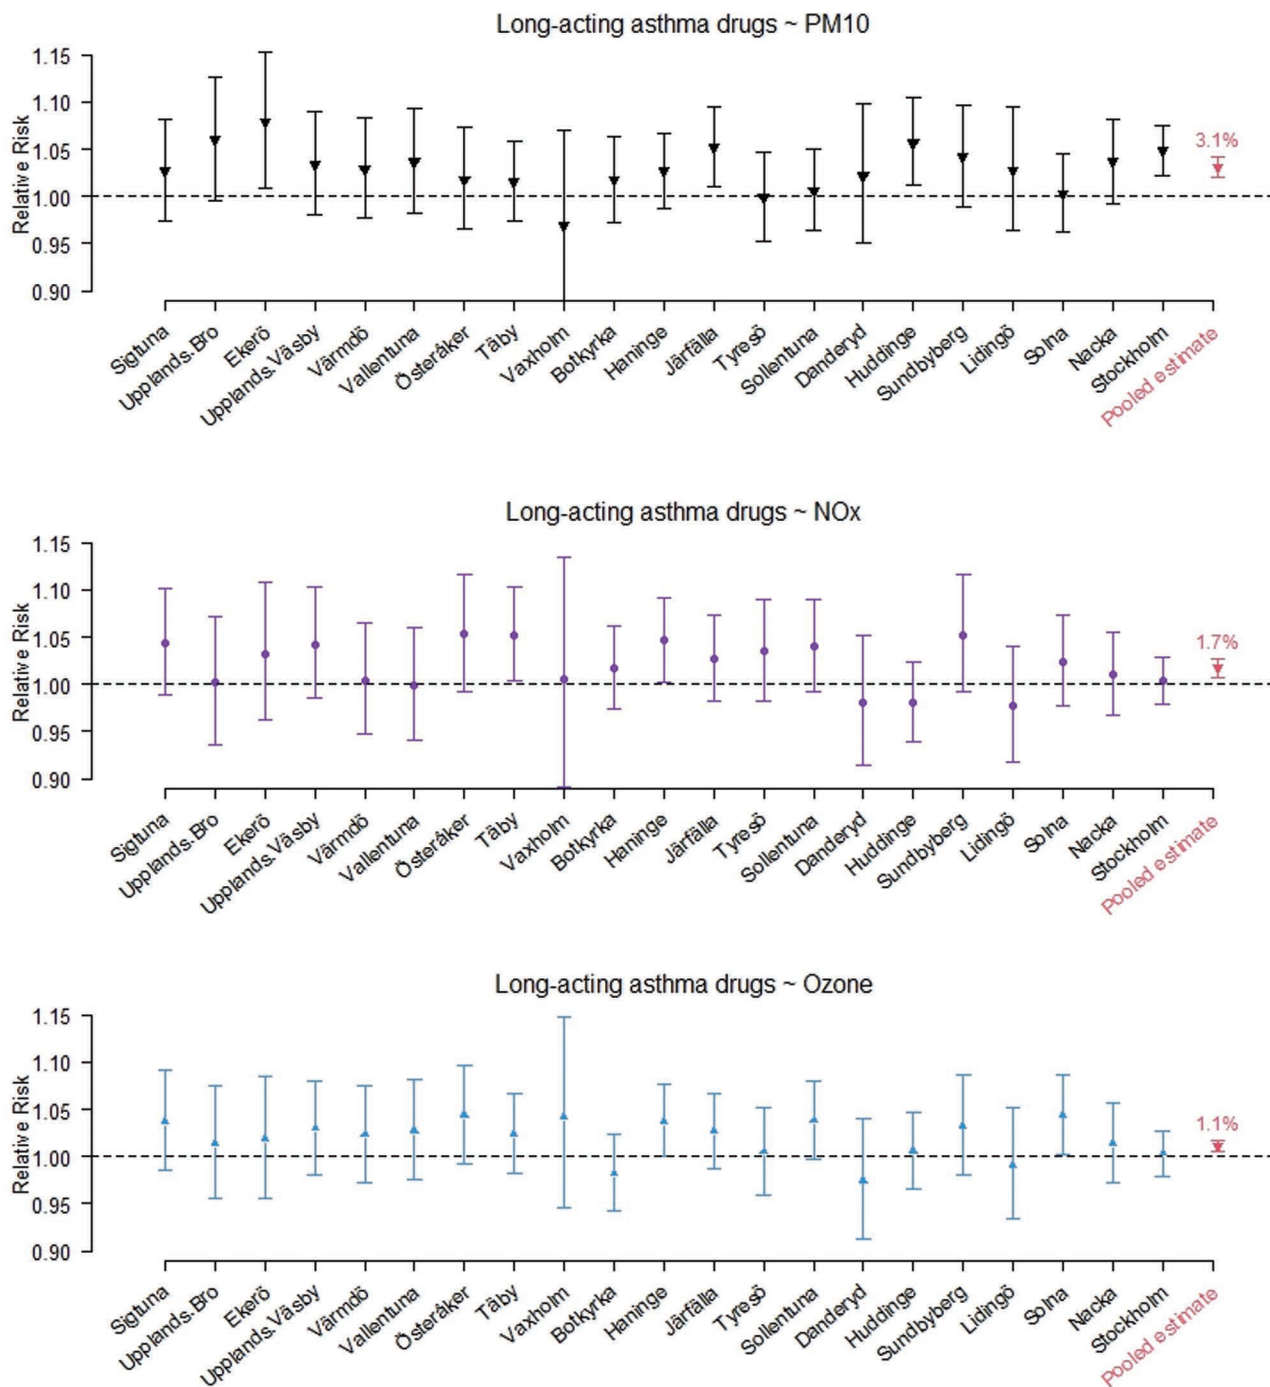 Long-acting asthma drugs ~ PM10
Relative Risk
1.15
1.10
1.05
1.00
0.95
0.90
3.1%
Sigtuna
Upplands.Bro
Ekerö
Upplands.Väsby
Värmdö
Vallentuna
Österåker
Täby
Vaxholm
Botkyrka
Haninge
Järfälla
Tyresö
Sollentuna
Danderyd
Huddinge
Sundbyberg
Lidingö
Solna
Nacka
Stockholm
Pooled estimate
Long-acting asthma drugs ~ NOx
Relative Risk
1.15
1.10
1.05
1.00
0.95
0.90
1.7%
Sigtuna
Upplands.Bro
Ekerö
Upplands.Väsby
Värmdö
Vallentuna
Österåker
Täby
Vaxholm
Botkyrka
Haninge
Järfälla
Tyresö
Sollentuna
Danderyd
Huddinge
Sundbyberg
Lidingö
Solna
Nacka
Stockholm
Pooled estimate
Long-acting asthma drugs ~ Ozone
Relative Risk
1.15
1.10
1.05
1.00
0.95
0.90
1.1%
Sigtuna
Upplands.Bro
Ekerö
Upplands.Väsby
Värmdö
Vallentuna
Österåker
Täby
Vaxholm
Botkyrka
Haninge
Järfälla
Tyresö
Sollentuna
Danderyd
Huddinge
Sundbyberg
Lidingö
Solna
Nacka
Stockholm
Pooled estimate